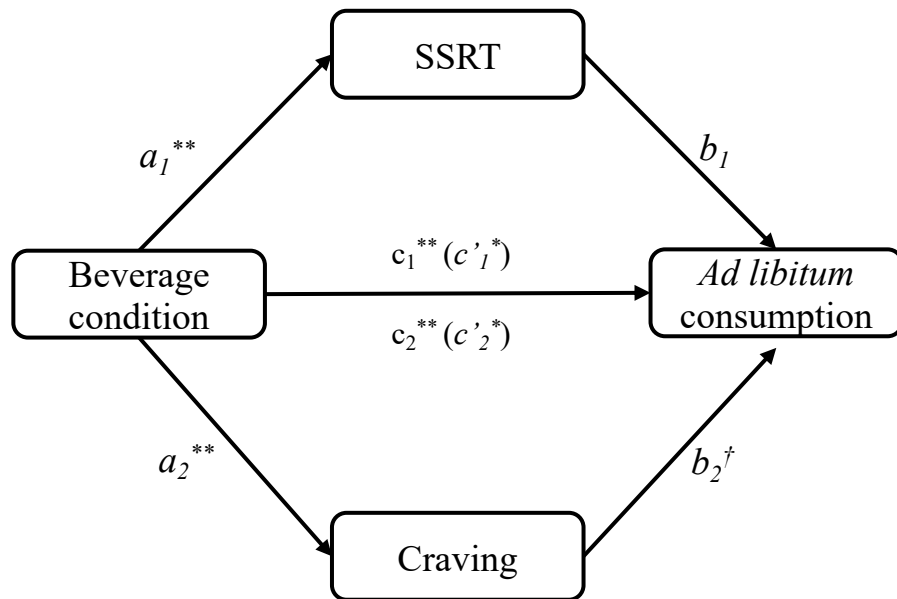 SSRT
a₁**
b₁
c₁** (c’₁*)
Beverage
condition
Ad libitum
consumption
c₂** (c’₂*)
a₂**
b₂†
Craving